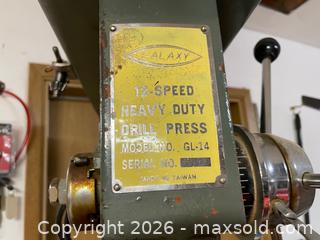 GALAXY
12-SPEED
HEAVY DUTY
DRILL PRESS
MODEL NO. GL-14
SERIAL NO.
MADE IN TAIWAN
Copyright 2026 - maxsold.com